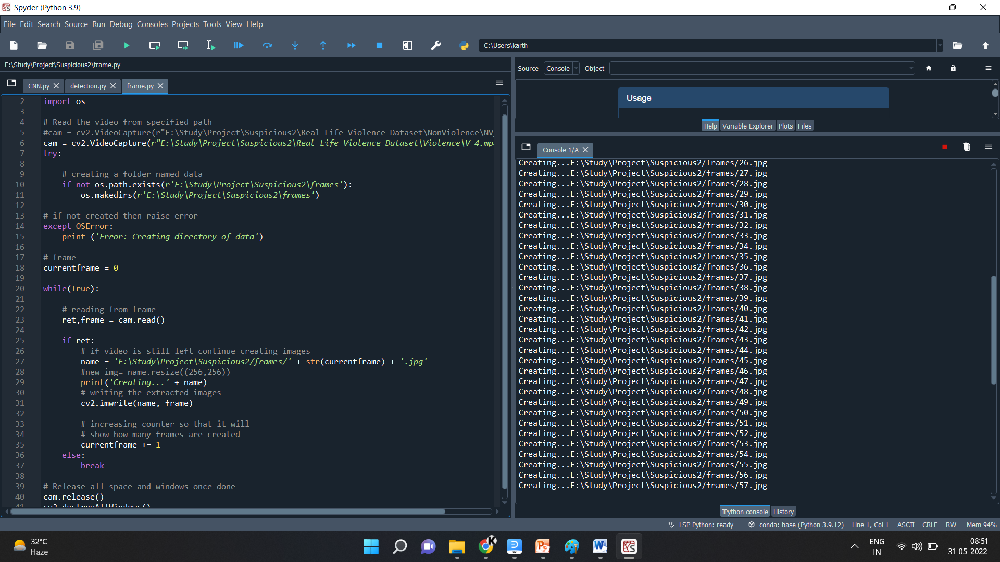 Spyder (Python 3.9)
File Edit Search Source Run Debug Consoles Projects Tools View Help
C:\Users\karth
E:\Study\Project\Suspicious2\frame.py
CNN.py detection.py frame.py
2 import os
3
4 # Read the video from specified path
5 #cam = cv2.VideoCapture(r"E:\Study\Project\Suspicious2\Real Life Violence Dataset\NonViolence\NV_
6 cam = cv2.VideoCapture(r"E:\Study\Project\Suspicious2\Real Life Violence Dataset\Violence\V_4.mp
7 try:
8
9 # creating a folder named data
10 if not os.path.exists(r'E:\Study\Project\Suspicious2\frames'):
11 os.makedirs(r'E:\Study\Project\Suspicious2\frames')
12
13 # if not created then raise error
14 except OSError:
15 print ('Error: Creating directory of data')
16
17 # frame
18 currentframe = 0
19
20 while(True):
21
22 # reading from frame
23 ret,frame = cam.read()
24
25 if ret:
26 # if video is still left continue creating images
27 name = 'E:\Study\Project\Suspicious2/frames/' + str(currentframe) + '.jpg'
28 #new_img= name.resize((256,256))
29 print('Creating...' + name)
30 # writing the extracted images
31 cv2.imwrite(name, frame)
32
33 # increasing counter so that it will
34 # show how many frames are created
35 currentframe += 1
36 else:
37 break
38
39 # Release all space and windows once done
40 cam.release()
41 cv2.destroyAllWindows()
Source Console Object
Usage
Help Variable Explorer Plots Files
Console 1/A
Creating...E:\Study\Project\Suspicious2/frames/26.jpg
Creating...E:\Study\Project\Suspicious2/frames/27.jpg
Creating...E:\Study\Project\Suspicious2/frames/28.jpg
Creating...E:\Study\Project\Suspicious2/frames/29.jpg
Creating...E:\Study\Project\Suspicious2/frames/30.jpg
Creating...E:\Study\Project\Suspicious2/frames/31.jpg
Creating...E:\Study\Project\Suspicious2/frames/32.jpg
Creating...E:\Study\Project\Suspicious2/frames/33.jpg
Creating...E:\Study\Project\Suspicious2/frames/34.jpg
Creating...E:\Study\Project\Suspicious2/frames/35.jpg
Creating...E:\Study\Project\Suspicious2/frames/36.jpg
Creating...E:\Study\Project\Suspicious2/frames/37.jpg
Creating...E:\Study\Project\Suspicious2/frames/38.jpg
Creating...E:\Study\Project\Suspicious2/frames/39.jpg
Creating...E:\Study\Project\Suspicious2/frames/40.jpg
Creating...E:\Study\Project\Suspicious2/frames/41.jpg
Creating...E:\Study\Project\Suspicious2/frames/42.jpg
Creating...E:\Study\Project\Suspicious2/frames/43.jpg
Creating...E:\Study\Project\Suspicious2/frames/44.jpg
Creating...E:\Study\Project\Suspicious2/frames/45.jpg
Creating...E:\Study\Project\Suspicious2/frames/46.jpg
Creating...E:\Study\Project\Suspicious2/frames/47.jpg
Creating...E:\Study\Project\Suspicious2/frames/48.jpg
Creating...E:\Study\Project\Suspicious2/frames/49.jpg
Creating...E:\Study\Project\Suspicious2/frames/50.jpg
Creating...E:\Study\Project\Suspicious2/frames/51.jpg
Creating...E:\Study\Project\Suspicious2/frames/52.jpg
Creating...E:\Study\Project\Suspicious2/frames/53.jpg
Creating...E:\Study\Project\Suspicious2/frames/54.jpg
Creating...E:\Study\Project\Suspicious2/frames/55.jpg
Creating...E:\Study\Project\Suspicious2/frames/56.jpg
Creating...E:\Study\Project\Suspicious2/frames/57.jpg
IPython console History
LSP Python: ready conda: base (Python 3.9.12) Line 1, Col 1 ASCII CRLF RW Mem 94%
32°C
Haze
ENG
IN
08:51
31-05-2022